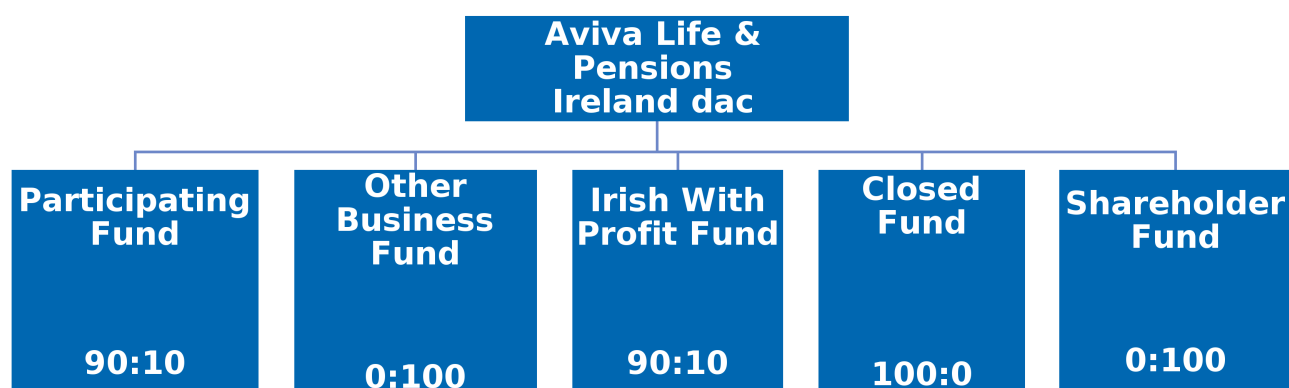 Aviva Life &
Pensions
Ireland dac
Participating
Fund
90:10
Other
Business
Fund
0:100
Irish With
Profit Fund
90:10
Closed
Fund
100:0
Shareholder
Fund
0:100